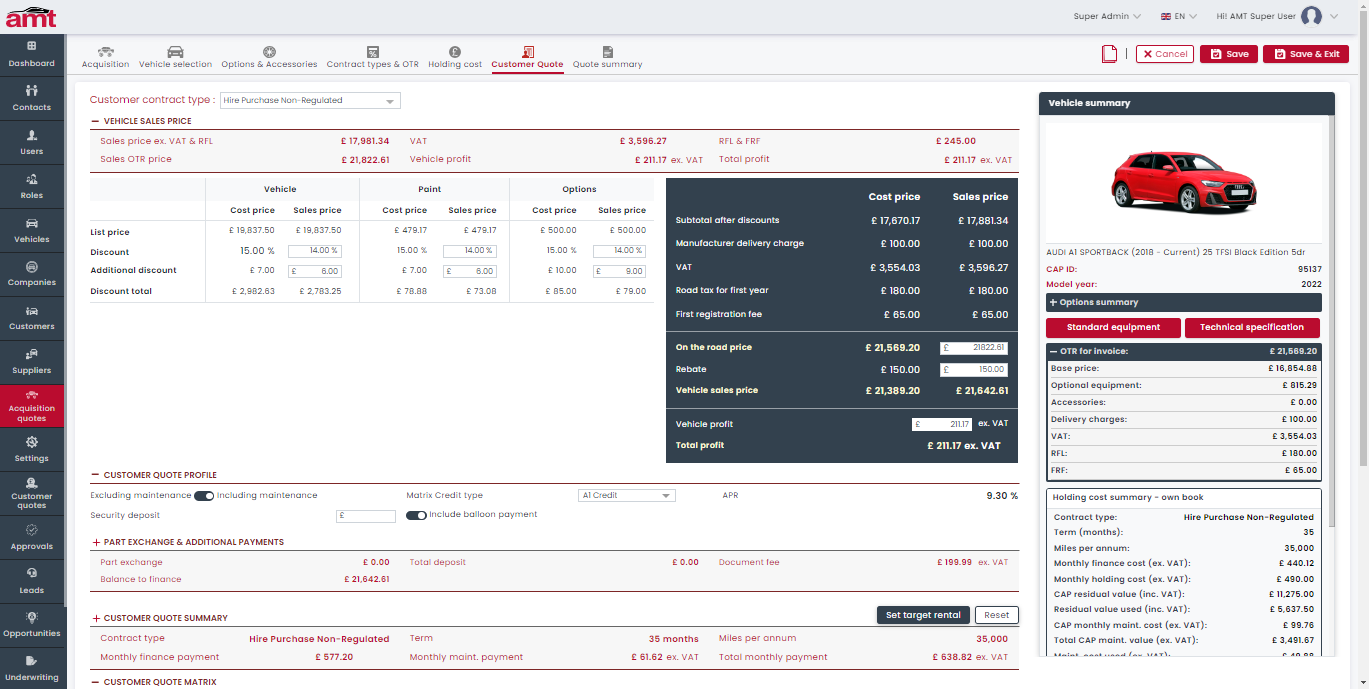 amt
Super Admin
EN
Hi! AMT Super User
Dashboard
Contacts
Users
Roles
Vehicles
Companies
Customers
Suppliers
Acquisition quotes
Settings
Customer quotes
Approvals
Leads
Opportunities
Underwriting
Acquisition Vehicle selection Options & Accessories Contract types & OTR Holding cost Customer Quote Quote summary
Cancel Save Save & Exit
Customer contract type : Hire Purchase Non-Regulated
VEHICLE SALES PRICE
Sales price ex. VAT & RFL £ 17,981.34 VAT £ 3,596.27 RFL & FRF £ 245.00
Sales OTR price £ 21,822.61 Vehicle profit £ 211.17 ex. VAT Total profit £ 211.17 ex. VAT
Vehicle Paint Options
Cost price Sales price Cost price Sales price Cost price Sales price
List price £ 19,837.50 £ 19,837.50 £ 479.17 £ 479.17 £ 500.00 £ 500.00
Discount 15.00 % 14.00 % 15.00 % 14.00 % 15.00 % 14.00 %
Additional discount £ 7.00 £ 6.00 £ 7.00 £ 6.00 £ 10.00 £ 9.00
Discount total £ 2,982.63 £ 2,783.25 £ 78.88 £ 73.08 £ 85.00 £ 79.00
Cost price Sales price
Subtotal after discounts £ 17,670.17 £ 17,881.34
Manufacturer delivery charge £ 100.00 £ 100.00
VAT £ 3,554.03 £ 3,596.27
Road tax for first year £ 180.00 £ 180.00
First registration fee £ 65.00 £ 65.00
On the road price £ 21,569.20 £ 21822.61
Rebate £ 150.00 £ 150.00
Vehicle sales price £ 21,389.20 £ 21,642.61
Vehicle profit £ 211.17 ex. VAT
Total profit £ 211.17 ex. VAT
CUSTOMER QUOTE PROFILE
Excluding maintenance Including maintenance Matrix Credit type A1 Credit APR 9.30 %
Security deposit £ Include balloon payment
PART EXCHANGE & ADDITIONAL PAYMENTS
Part exchange £ 0.00 Total deposit £ 0.00 Document fee £ 199.99 ex. VAT
Balance to finance £ 21,642.61
CUSTOMER QUOTE SUMMARY Set target rental Reset
Contract type Hire Purchase Non-Regulated Term 35 months Miles per annum 35,000
Monthly finance payment £ 577.20 Monthly maint. payment £ 61.62 ex. VAT Total monthly payment £ 638.82 ex. VAT
CUSTOMER QUOTE MATRIX
Vehicle summary
AUDI A1 SPORTBACK (2018 - Current) 25 TFSI Black Edition 5dr
CAP ID: 95137
Model year: 2022
+ Options summary
Standard equipment Technical specification
OTR for invoice: £ 21,569.20
Base price: £ 16,854.88
Optional equipment: £ 815.29
Accessories: £ 0.00
Delivery charges: £ 100.00
VAT: £ 3,554.03
RFL: £ 180.00
FRF: £ 65.00
Holding cost summary - own book
Contract type: Hire Purchase Non-Regulated
Term (months): 35
Miles per annum: 35,000
Monthly finance cost (ex. VAT): £ 440.12
Monthly holding cost (ex. VAT): £ 490.00
CAP residual value (inc. VAT): £ 11,275.00
Residual value used (inc. VAT): £ 5,637.50
CAP monthly maint. cost (ex. VAT): £ 99.76
Total CAP maint. value (ex. VAT): £ 3,491.67
Maint. cost used (ex. VAT): £ 49.88